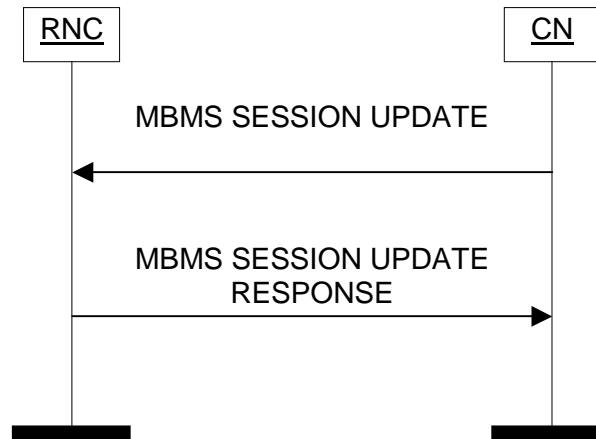 RNC
CN
MBMS SESSION UPDATE
MBMS SESSION UPDATE
RESPONSE